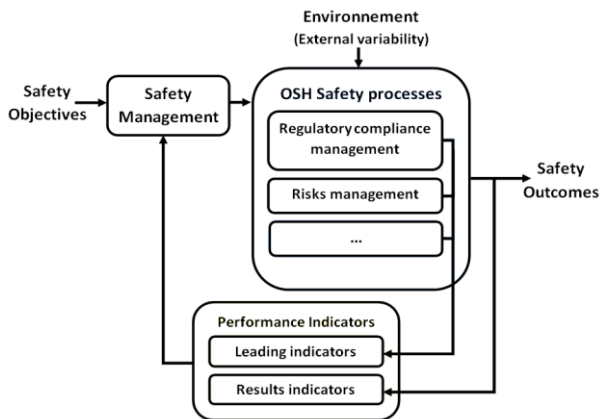 Environnement
(External variability)
Safety
Objectives
Safety
Management
OSH Safety processes
Regulatory compliance
management
Risks management
...
Safety
Outcomes
Performance Indicators
Leading indicators
Results indicators